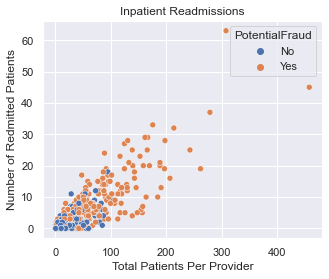 Inpatient Readmissions
PotentialFraud
No
Yes
Number of Redmitted Patients
60
50
40
30
20
10
0
0 100 200 300 400
Total Patients Per Provider